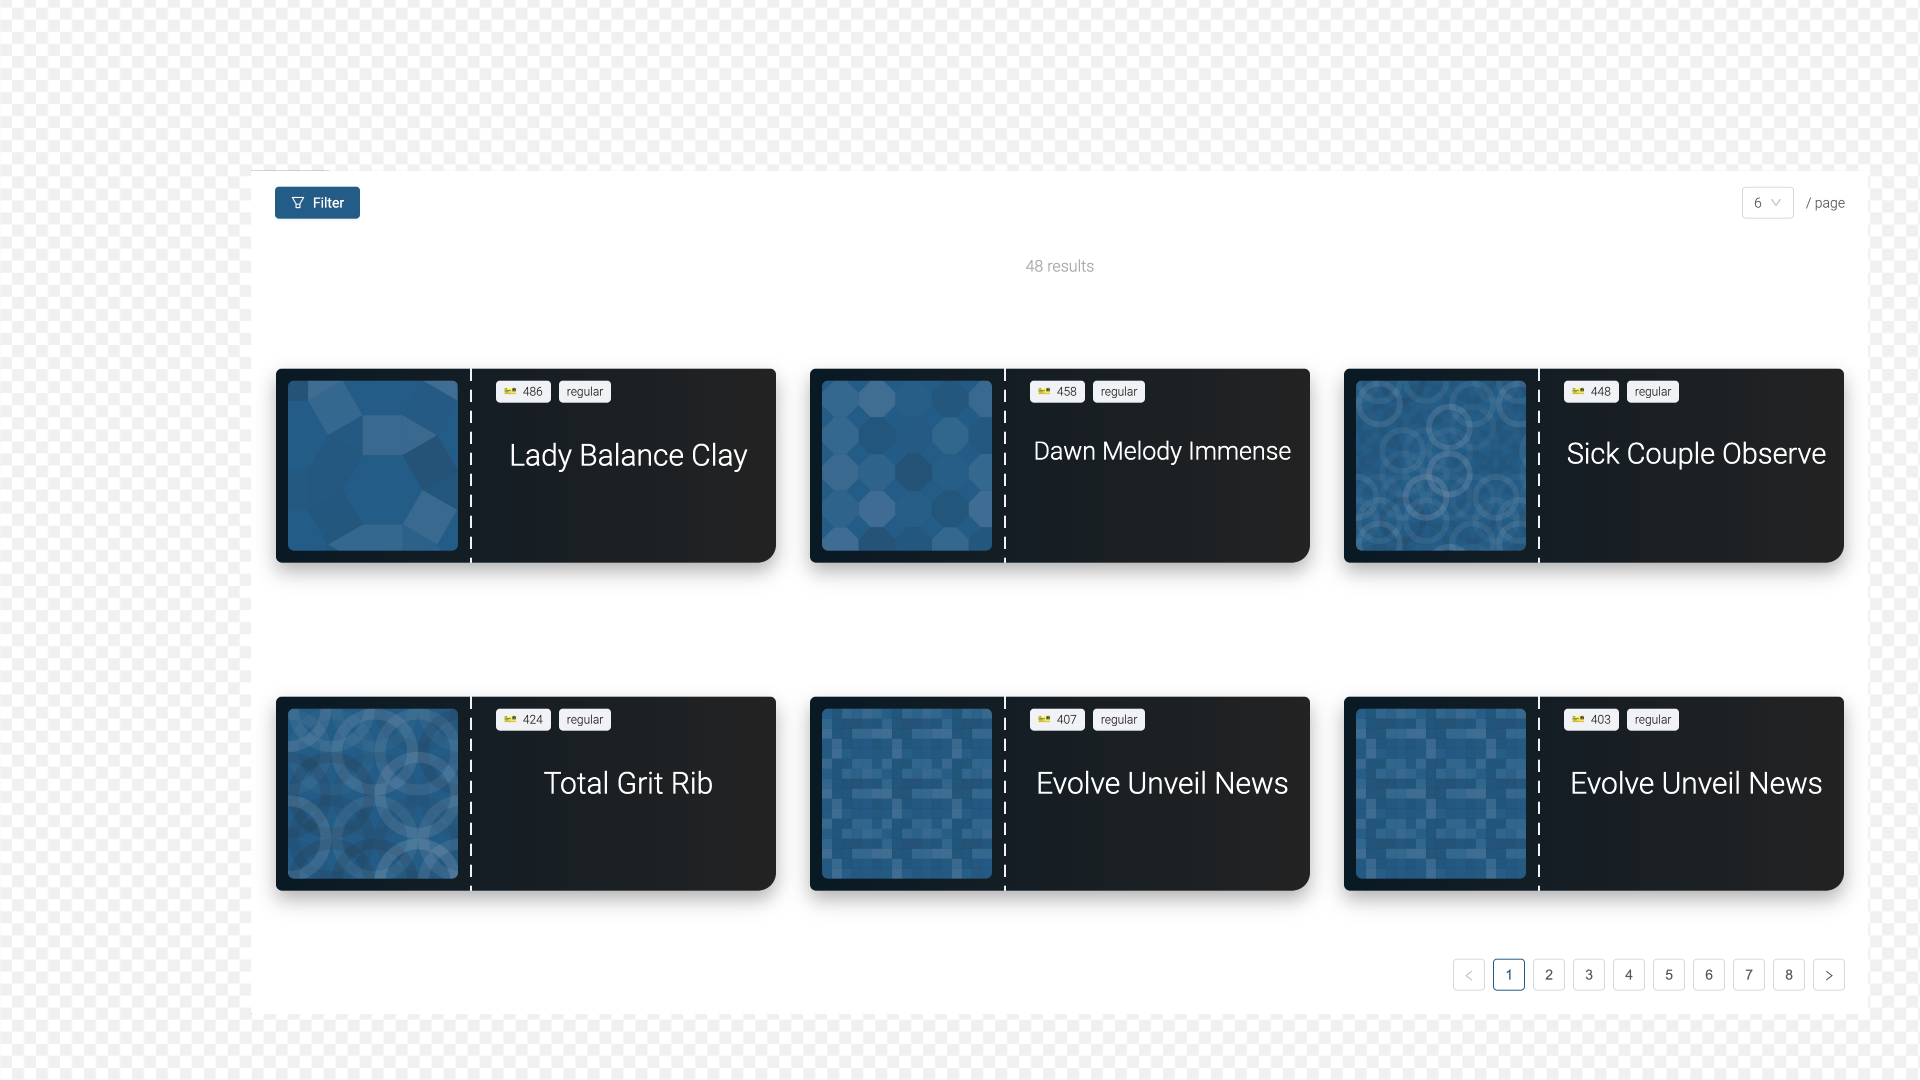 Filter
6
/ page
48 results
486
regular
Lady Balance Clay
458
regular
Dawn Melody Immense
448
regular
Sick Couple Observe
424
regular
Total Grit Rib
407
regular
Evolve Unveil News
403
regular
Evolve Unveil News
< 1 2 3 4 5 6 7 8 >